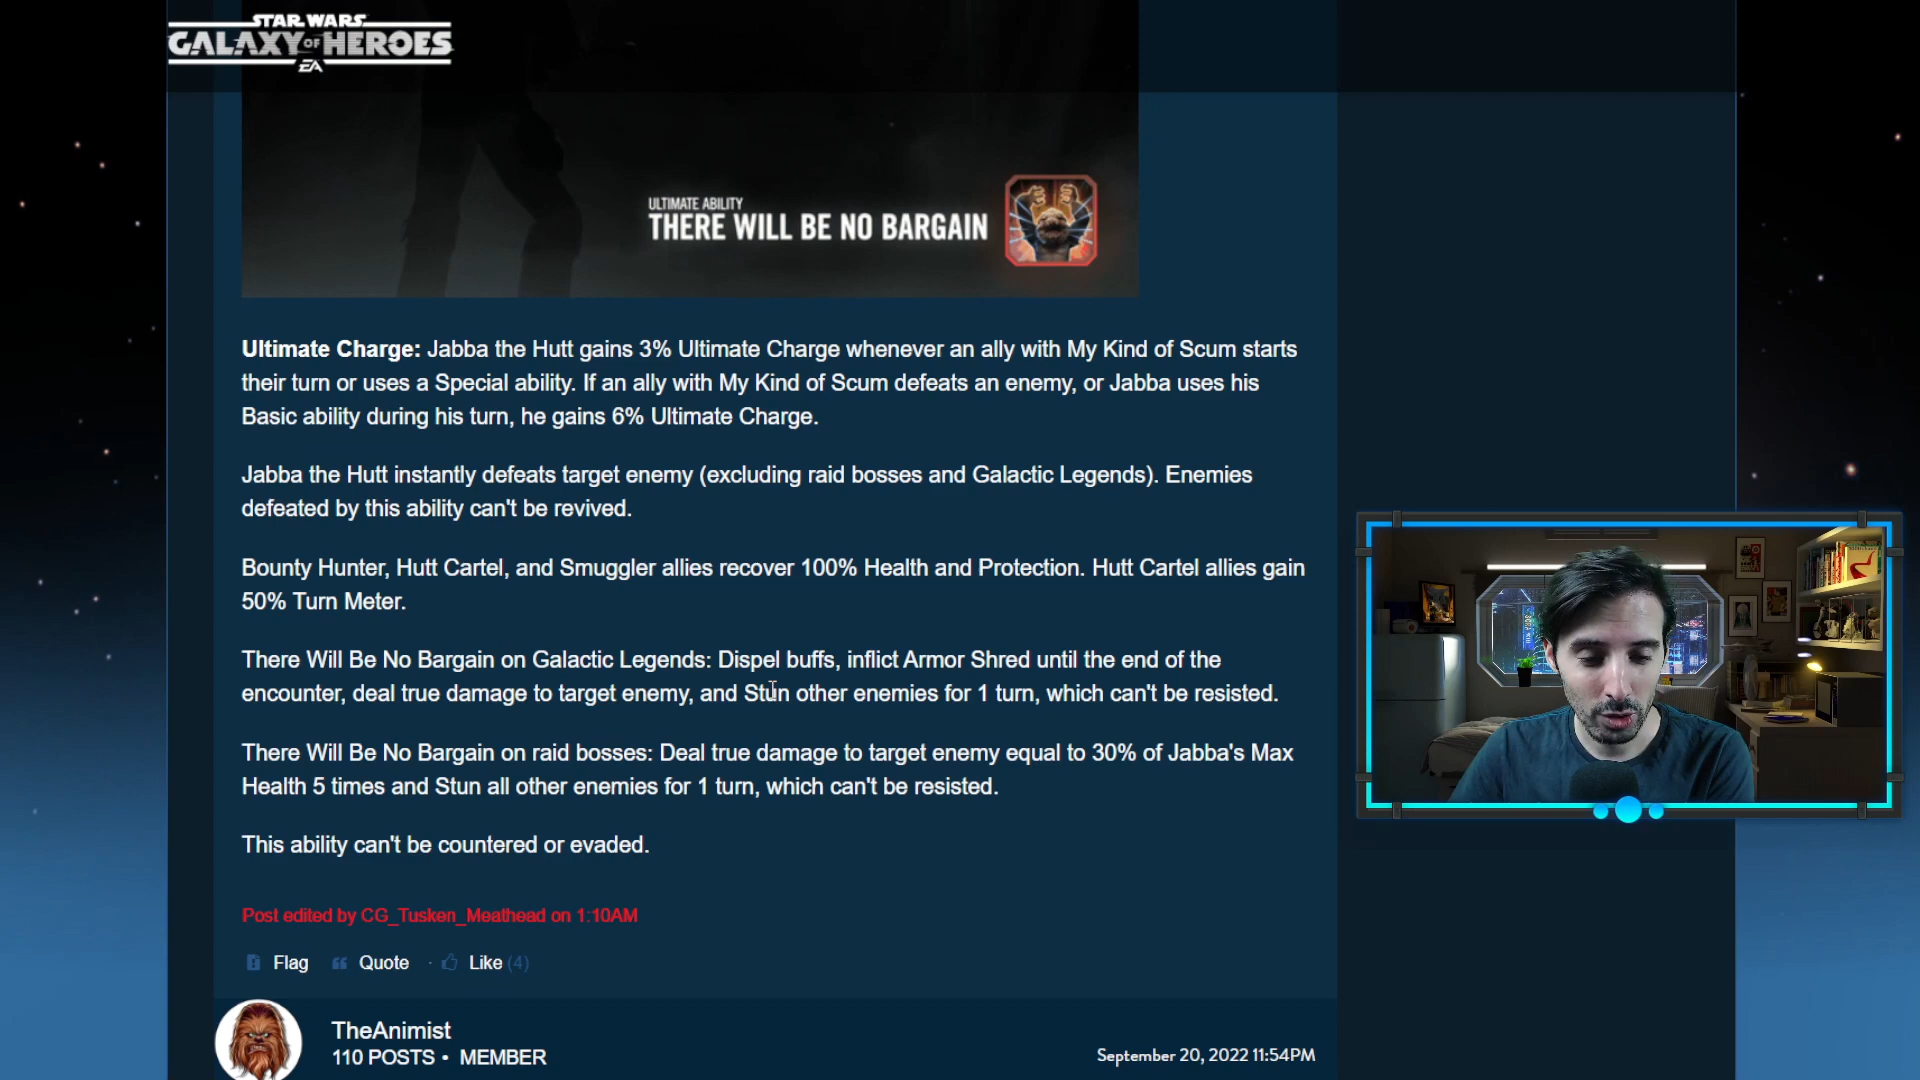 STAR WARS
GALAXY OF HEROES
EA
ULTIMATE ABILITY
THERE WILL BE NO BARGAIN
Ultimate Charge: Jabba the Hutt gains 3% Ultimate Charge whenever an ally with My Kind of Scum starts
their turn or uses a Special ability. If an ally with My Kind of Scum defeats an enemy, or Jabba uses his
Basic ability during his turn, he gains 6% Ultimate Charge.
Jabba the Hutt instantly defeats target enemy (excluding raid bosses and Galactic Legends). Enemies
defeated by this ability can't be revived.
Bounty Hunter, Hutt Cartel, and Smuggler allies recover 100% Health and Protection. Hutt Cartel allies gain
50% Turn Meter.
There Will Be No Bargain on Galactic Legends: Dispel buffs, inflict Armor Shred until the end of the
encounter, deal true damage to target enemy, and Stun other enemies for 1 turn, which can't be resisted.
There Will Be No Bargain on raid bosses: Deal true damage to target enemy equal to 30% of Jabba's Max
Health 5 times and Stun all other enemies for 1 turn, which can't be resisted.
This ability can't be countered or evaded.
Post edited by CG_Tusken_Meathead on 1:10AM
Flag Quote · Like (4)
TheAnimist
110 POSTS • MEMBER
September 20, 2022 11:54PM